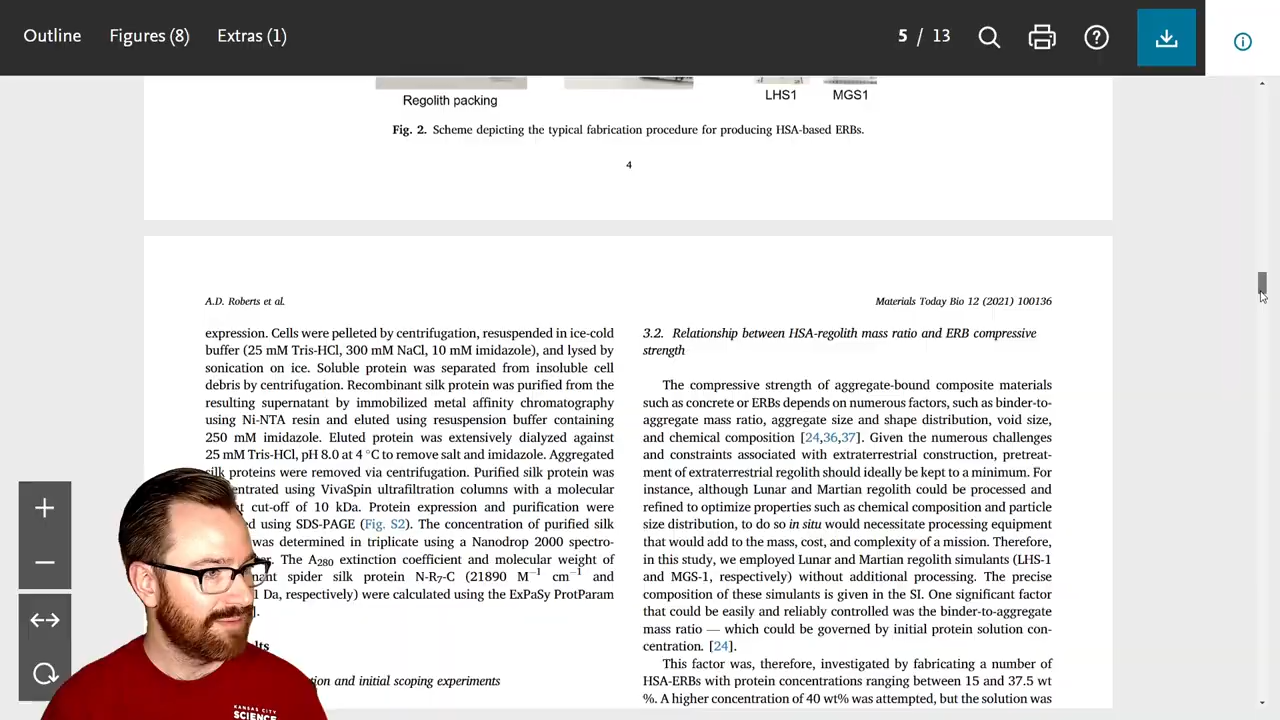 Outline Figures (8) Extras (1) 5 / 13
Regolith packing LHS1 MGS1
Fig. 2. Scheme depicting the typical fabrication procedure for producing HSA-based ERBs.
4
A.D. Roberts et al. Materials Today Bio 12 (2021) 100136
expression. Cells were pelleted by centrifugation, resuspended in ice-cold
buffer (25 mM Tris-HCl, 300 mM NaCl, 10 mM imidazole), and lysed by
sonication on ice. Soluble protein was separated from insoluble cell
debris by centrifugation. Recombinant silk protein was purified from the
resulting supernatant by immobilized metal affinity chromatography
using Ni-NTA resin and eluted using resuspension buffer containing
250 mM imidazole. Eluted protein was extensively dialyzed against
25 mM Tris-HCl, pH 8.0 at 4 °C to remove salt and imidazole. Aggregated
silk proteins were removed via centrifugation. Purified silk protein was
using VivaSpin ultrafiltration columns with a molecular
cut-off of 10 kDa. Protein expression and purification were
using SDS-PAGE (Fig. S2). The concentration of purified silk
was determined in triplicate using a Nanodrop 2000 spectro-
The A280 extinction coefficient and molecular weight of
spider silk protein N-R7-C (21890 M−1 cm−1 and
Da, respectively) were calculated using the ExPaSy ProtParam
and initial scoping experiments
3.2. Relationship between HSA-regolith mass ratio and ERB compressive
strength
The compressive strength of aggregate-bound composite materials
such as concrete or ERBs depends on numerous factors, such as binder-to-
aggregate mass ratio, aggregate size and shape distribution, void size,
and chemical composition [24,36,37]. Given the numerous challenges
and constraints associated with extraterrestrial construction, pretreat-
ment of extraterrestrial regolith should ideally be kept to a minimum. For
instance, although Lunar and Martian regolith could be processed and
refined to optimize properties such as chemical composition and particle
size distribution, to do so in situ would necessitate processing equipment
that would add to the mass, cost, and complexity of a mission. Therefore,
in this study, we employed Lunar and Martian regolith simulants (LHS-1
and MGS-1, respectively) without additional processing. The precise
composition of these simulants is given in the SI. One significant factor
that could be easily and reliably controlled was the binder-to-aggregate
mass ratio — which could be governed by initial protein solution con-
centration. [24].
This factor was, therefore, investigated by fabricating a number of
HSA-ERBs with protein concentrations ranging between 15 and 37.5 wt
%. A higher concentration of 40 wt% was attempted, but the solution was
KANSAS CITY
SCIENCE